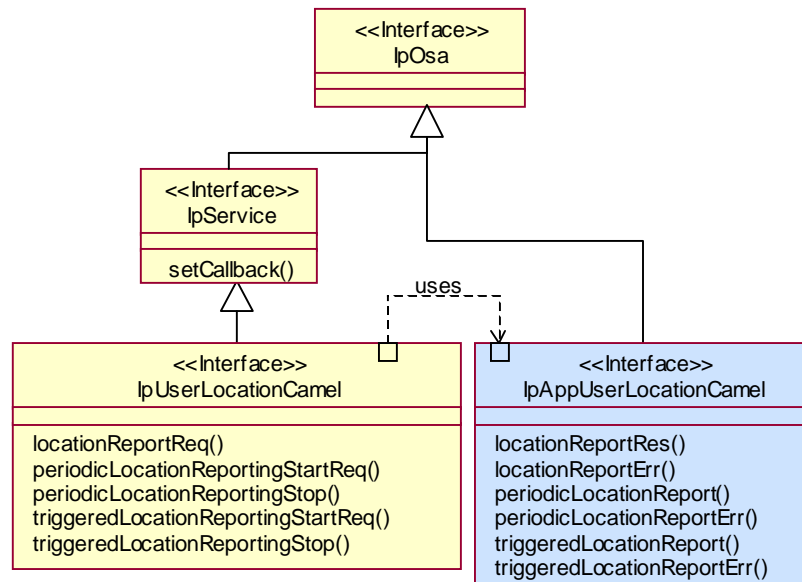 <<Interface>>
IpOsa
<<Interface>>
IpService
setCallback()
uses
<<Interface>>
IpUserLocationCamel
locationReportReq()
periodicLocationReportingStartReq()
periodicLocationReportingStop()
triggeredLocationReportingStartReq()
triggeredLocationReportingStop()
<<Interface>>
IpAppUserLocationCamel
locationReportRes()
locationReportErr()
periodicLocationReport()
periodicLocationReportErr()
triggeredLocationReport()
triggeredLocationReportErr()